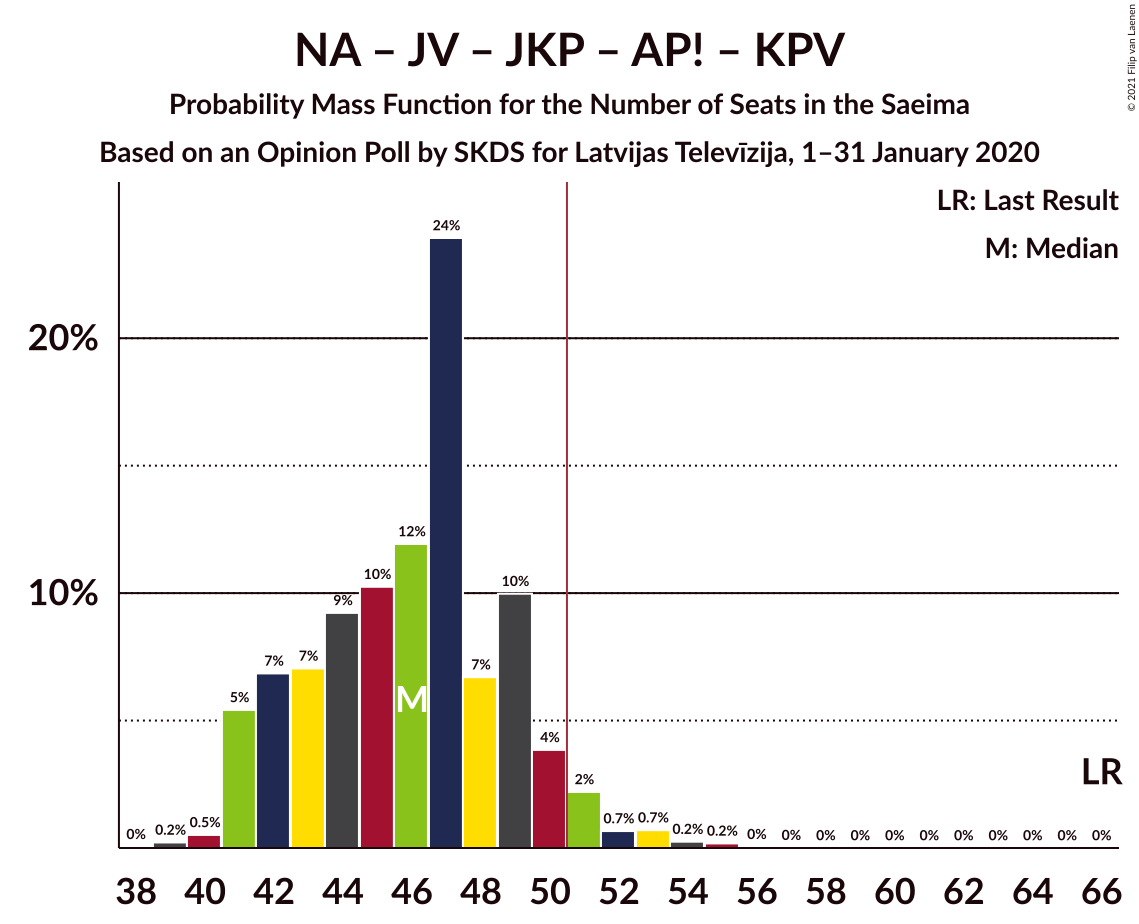 NA – JV – JKP – AP! – KPV
Probability Mass Function for the Number of Seats in the Saeima
Based on an Opinion Poll by SKDS for Latvijas Televīzija, 1–31 January 2020
© 2021 Filip van Laenen
LR: Last Result
M: Median
20%
10%
0% 0.2% 0.5% 5% 7% 7% 9% 10% 12% 24% 7% 10% 4% 2% 0.7% 0.7% 0.2% 0.2% 0% 0% 0% 0% 0% 0% 0% 0% 0% 0% 0%
M
LR
38 40 42 44 46 48 50 52 54 56 58 60 62 64 66